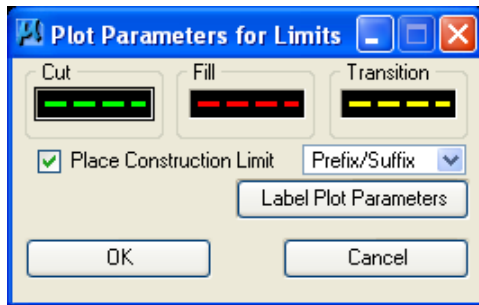 Plot Parameters for Limits
Cut Fill Transition
Place Construction Limit Prefix/Suffix
Label Plot Parameters
OK Cancel